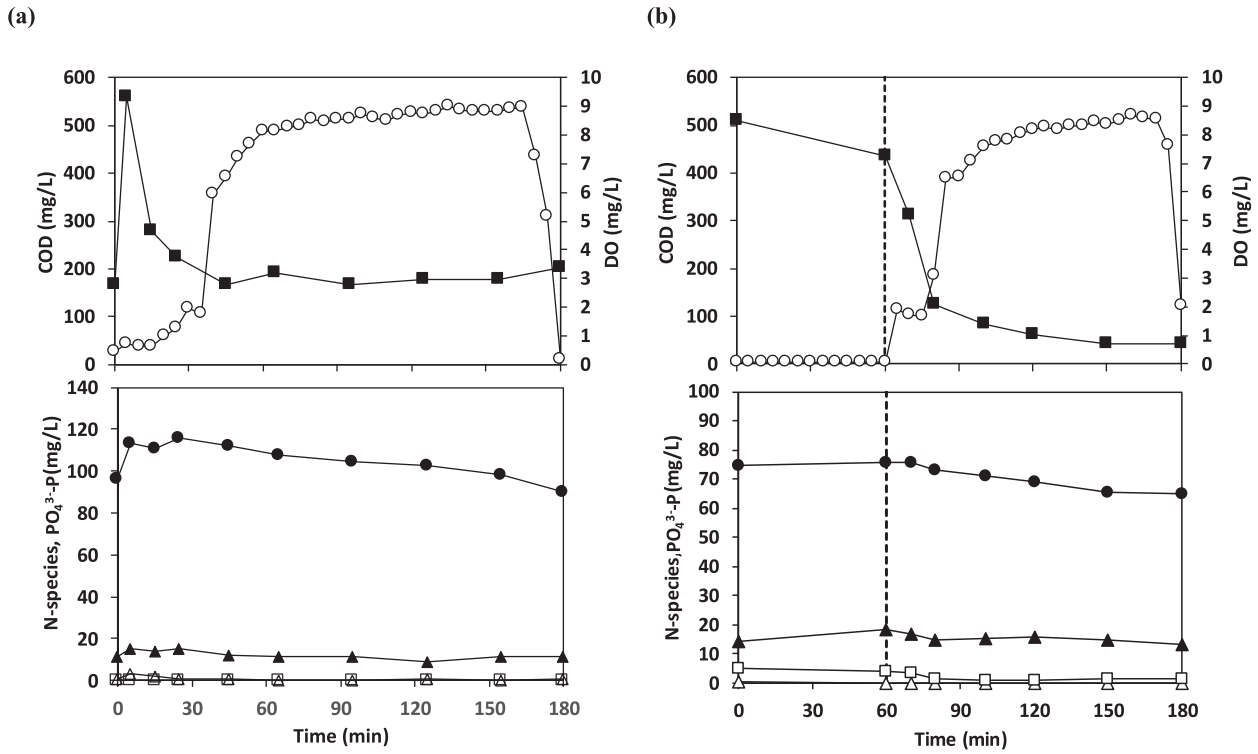 (a)
(b)
600 500 400 300 200 100 0
COD (mg/L)
10 9 8 7 6 5 4 3 2 1 0
DO (mg/L)
600 500 400 300 200 100 0
COD (mg/L)
10 9 8 7 6 5 4 3 2 1 0
DO (mg/L)
140 120 100 80 60 40 20 0
N-species, PO₄³⁻-P(mg/L)
0 30 60 90 120 150 180
Time (min)
100 90 80 70 60 50 40 30 20 10 0
N-species,PO₄³⁻-P(mg/L)
0 30 60 90 120 150 180
Time (min)